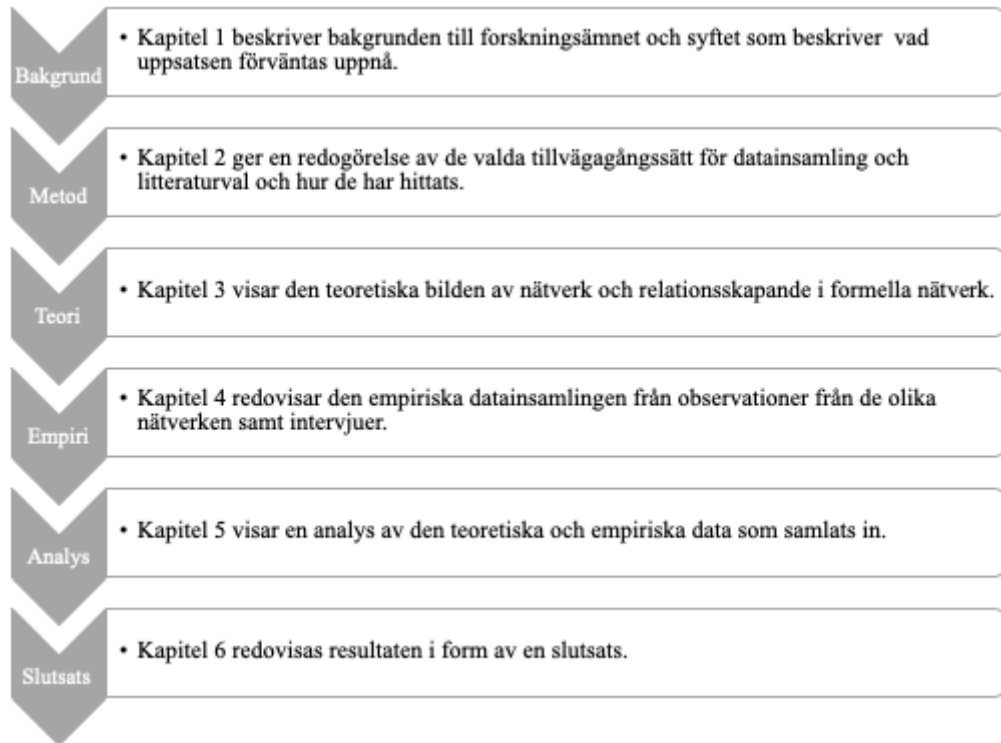 Bakgrund
• Kapitel 1 beskriver bakgrunden till forskningsämnet och syftet som beskriver  vad
uppsatsen förväntas uppnå.
Metod
• Kapitel 2 ger en redogörelse av de valda tillvägagångssätt för datainsamling och
litteraturval och hur de har hittats.
Teori
• Kapitel 3 visar den teoretiska bilden av nätverk och relationsskapande i formella nätverk.
Empiri
• Kapitel 4 redovisar den empiriska datainsamlingen från observationer från de olika
nätverken samt intervjuer.
Analys
• Kapitel 5 visar en analys av den teoretiska och empiriska data som samlats in.
Slutsats
• Kapitel 6 redovisas resultaten i form av en slutsats.